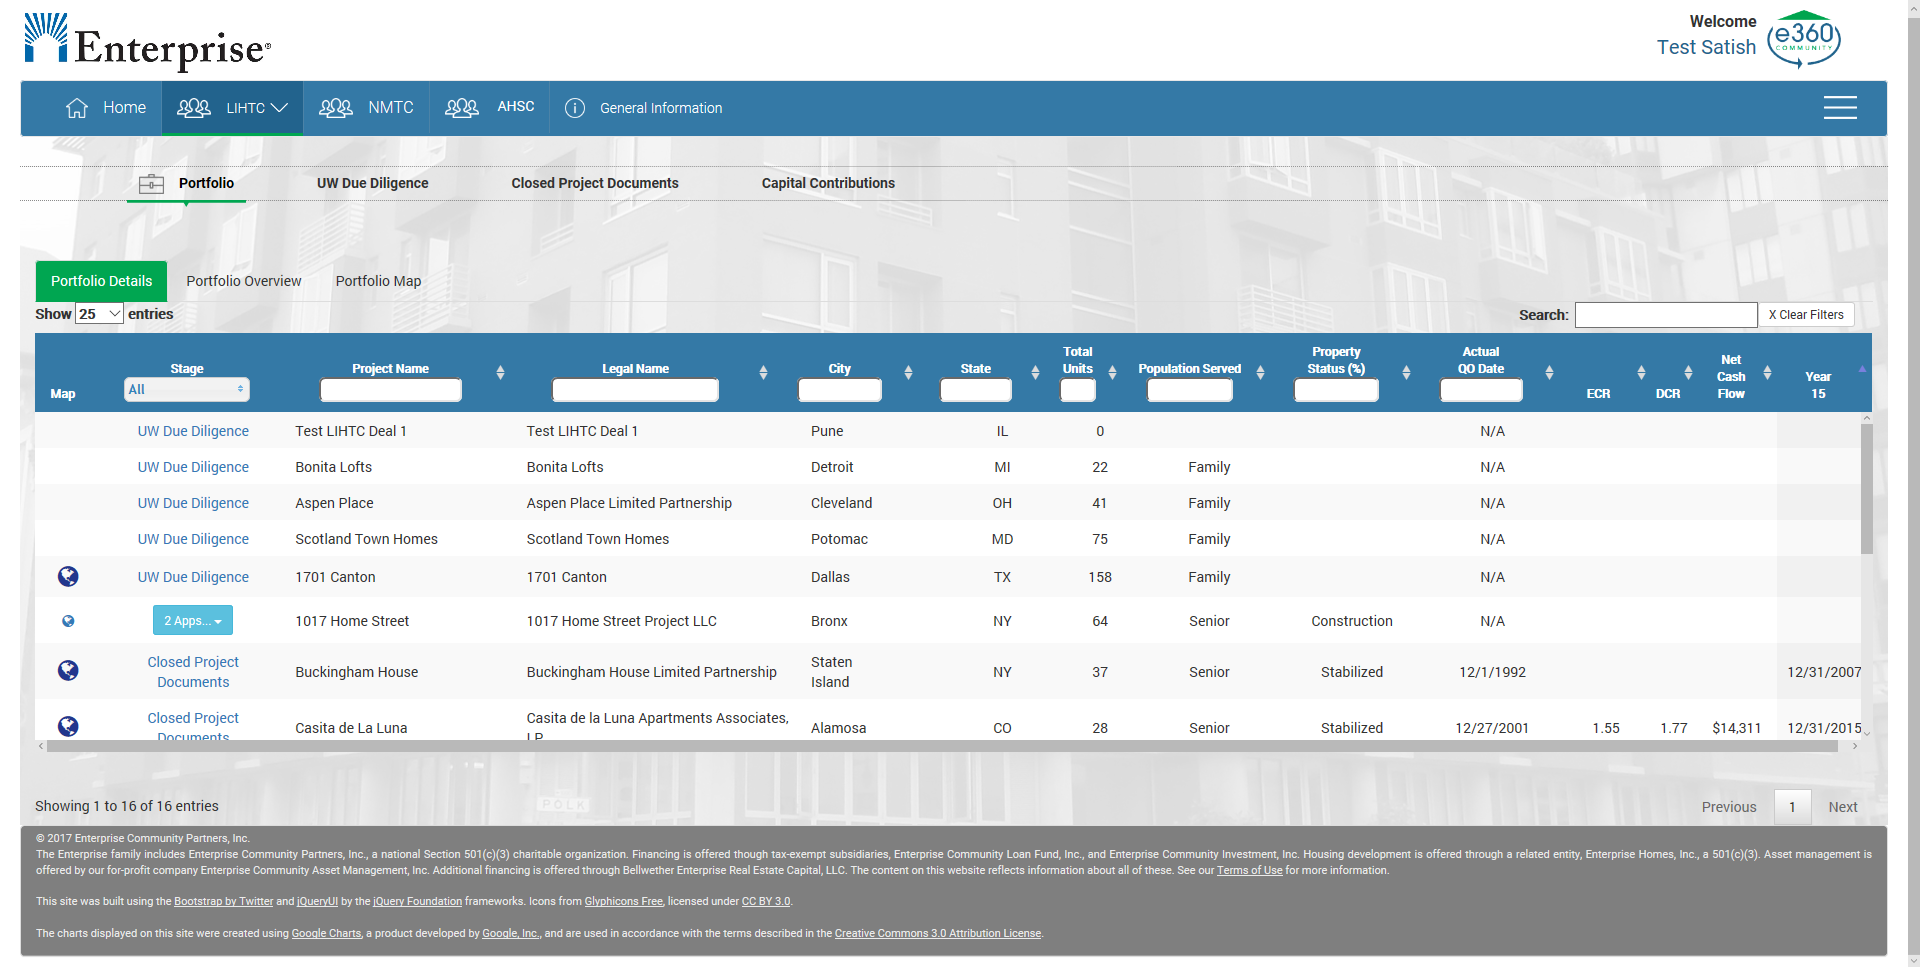 Enterprise®
Welcome
Test Satish
e360
COMMUNITY
Home
LIHTC
NMTC
AHSC
General Information
Portfolio
UW Due Diligence
Closed Project Documents
Capital Contributions
Portfolio Details
Portfolio Overview
Portfolio Map
Show 25 entries
Search:
X Clear Filters
Map
Stage
All
Project Name
Legal Name
City
State
Total
Units
Population Served
Property
Status (%)
Actual
QO Date
ECR
DCR
Net
Cash
Flow
Year
15
UW Due Diligence Test LIHTC Deal 1 Test LIHTC Deal 1 Pune IL 0 N/A
UW Due Diligence Bonita Lofts Bonita Lofts Detroit MI 22 Family N/A
UW Due Diligence Aspen Place Aspen Place Limited Partnership Cleveland OH 41 Family N/A
UW Due Diligence Scotland Town Homes Scotland Town Homes Potomac MD 75 Family N/A
UW Due Diligence 1701 Canton 1701 Canton Dallas TX 158 Family N/A
2 Apps... 1017 Home Street 1017 Home Street Project LLC Bronx NY 64 Senior Construction N/A
Closed Project
Documents
Buckingham House Buckingham House Limited Partnership
Staten
Island
NY 37 Senior Stabilized 12/1/1992 12/31/2007
Closed Project
Documents
Casita de La Luna
Casita de la Luna Apartments Associates,
LP
Alamosa CO 28 Senior Stabilized 12/27/2001 1.55 1.77 $14,311 12/31/2015
POLK
Showing 1 to 16 of 16 entries
Previous 1 Next
© 2017 Enterprise Community Partners, Inc.
The Enterprise family includes Enterprise Community Partners, Inc., a national Section 501(c)(3) charitable organization. Financing is offered though tax-exempt subsidiaries, Enterprise Community Loan Fund, Inc., and Enterprise Community Investment, Inc. Housing development is offered through a related entity, Enterprise Homes, Inc., a 501(c)(3). Asset management is
offered by our for-profit company Enterprise Community Asset Management, Inc. Additional financing is offered through Bellwether Enterprise Real Estate Capital, LLC. The content on this website reflects information about all of these. See our Terms of Use for more information.
This site was built using the Bootstrap by Twitter and jQueryUI by the jQuery Foundation frameworks. Icons from Glyphicons Free, licensed under CC BY 3.0.
The charts displayed on this site were created using Google Charts, a product developed by Google, Inc., and are used in accordance with the terms described in the Creative Commons 3.0 Attribution License.